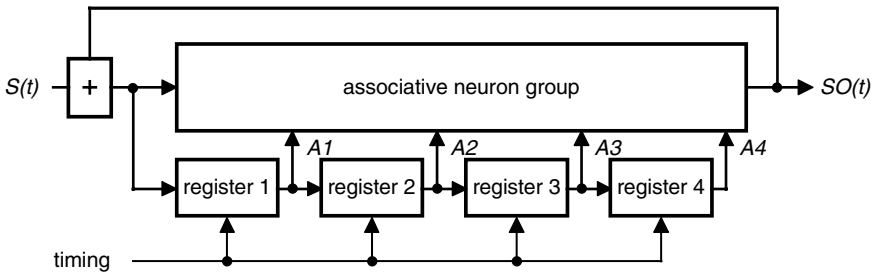 S(t)
+
associative neuron group
SO(t)
A1
A2
A3
A4
register 1
register 2
register 3
register 4
timing